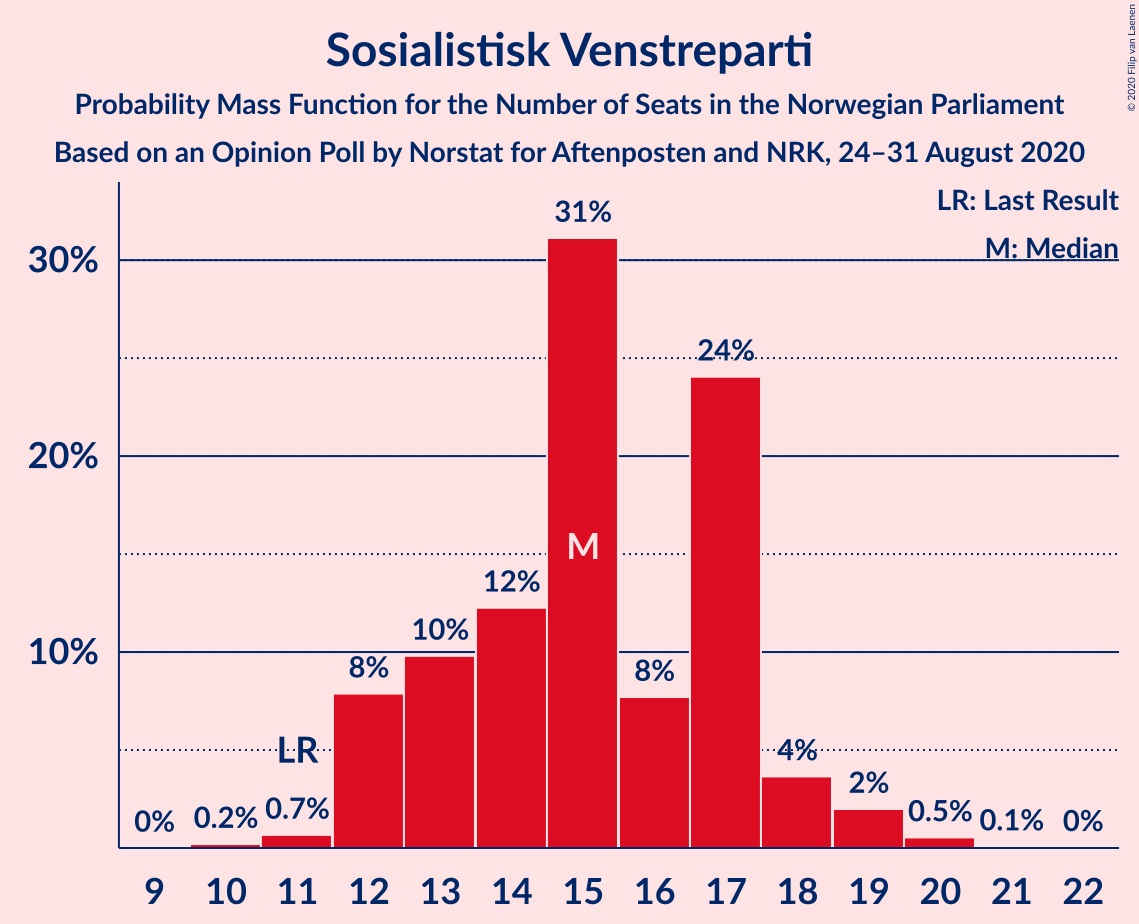 Sosialistisk Venstreparti
Probability Mass Function for the Number of Seats in the Norwegian Parliament
Based on an Opinion Poll by Norstat for Aftenposten and NRK, 24–31 August 2020
© 2020 Filip van Laenen
LR: Last Result
M: Median
30%
20%
10%
0%
0.2%
0.7%
LR
8%
10%
12%
31%
M
8%
24%
4%
2%
0.5%
0.1%
0%
9 10 11 12 13 14 15 16 17 18 19 20 21 22